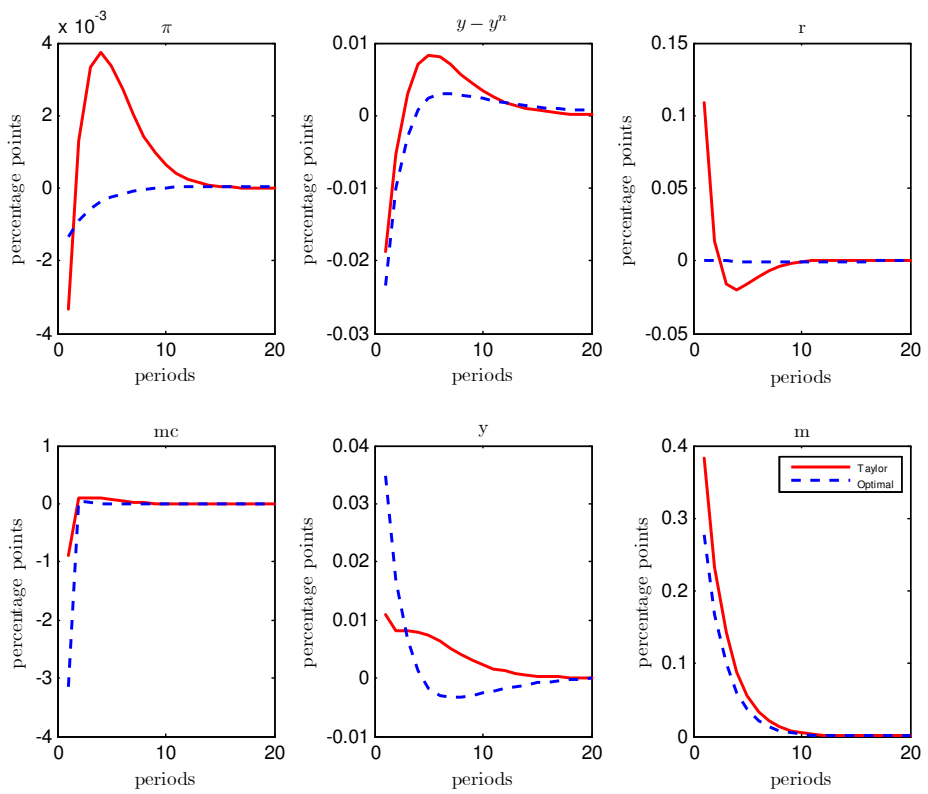 x 10⁻³
π
percentage points
4
2
0
-2
-4
0
10
20
periods
y − yⁿ
percentage points
0.01
0
-0.01
-0.02
-0.03
0
10
20
periods
r
percentage points
0.15
0.1
0.05
0
-0.05
0
10
20
periods
mc
percentage points
1
0
-1
-2
-3
-4
0
10
20
periods
y
percentage points
0.04
0.03
0.02
0.01
0
-0.01
0
10
20
periods
m
percentage points
0.4
0.3
0.2
0.1
0
0
10
20
periods
Taylor
Optimal